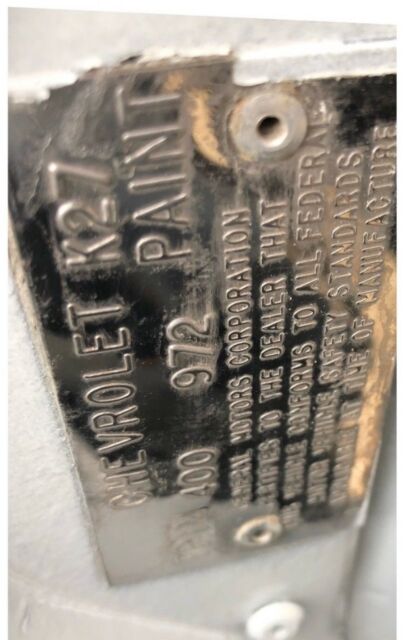 CHEVROLET K27
TRIM 400 972 PAINT
GENERAL MOTORS CORPORATION
CERTIFIES TO THE DEALER THAT
THIS VEHICLE CONFORMS TO ALL FEDERAL
MOTOR VEHICLE SAFETY STANDARDS
APPLICABLE AT TIME OF MANUFACTURE